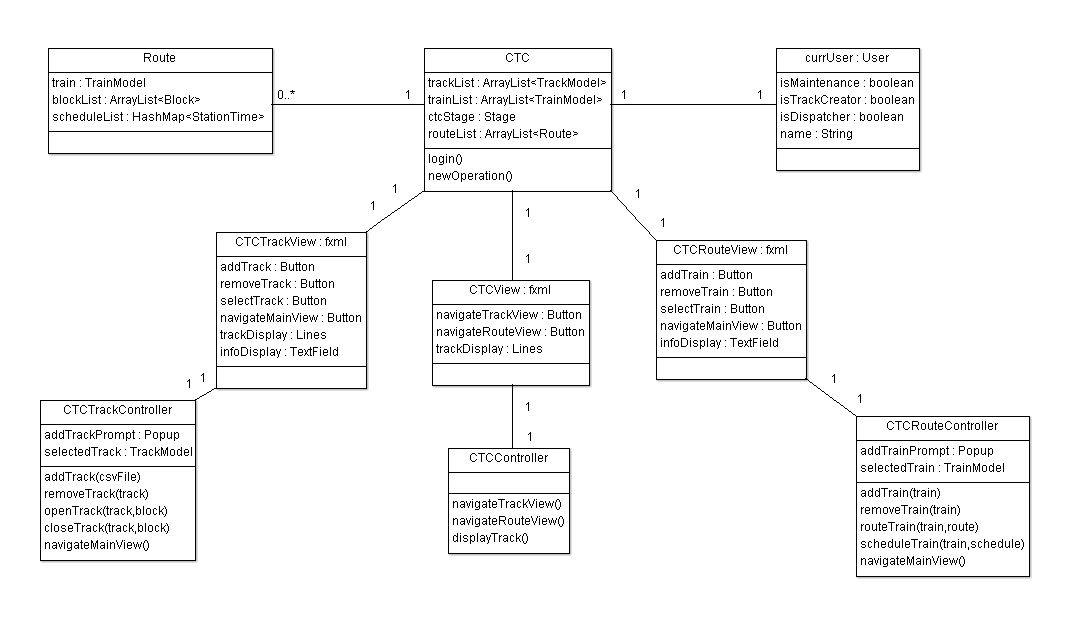 Route
train : TrainModel
blockList : ArrayList<Block>
scheduleList : HashMap<StationTime>
0..*
1
CTC
trackList : ArrayList<TrackModel>
trainList : ArrayList<TrainModel>
ctcStage : Stage
routeList : ArrayList<Route>
login()
newOperation()
1
1
currUser : User
isMaintenance : boolean
isTrackCreator : boolean
isDispatcher : boolean
name : String
1
1
1
1
1
1
CTCTrackView : fxml
addTrack : Button
removeTrack : Button
selectTrack : Button
navigateMainView : Button
trackDisplay : Lines
infoDisplay : TextField
CTCView : fxml
navigateTrackView : Button
navigateRouteView : Button
trackDisplay : Lines
CTCRouteView : fxml
addTrain : Button
removeTrain : Button
selectTrain : Button
navigateMainView : Button
infoDisplay : TextField
1
1
1
1
1
1
CTCTrackController
addTrackPrompt : Popup
selectedTrack : TrackModel
addTrack(csvFile)
removeTrack(track)
openTrack(track,block)
closeTrack(track,block)
navigateMainView()
CTCController
navigateTrackView()
navigateRouteView()
displayTrack()
CTCRouteController
addTrainPrompt : Popup
selectedTrain : TrainModel
addTrain(train)
removeTrain(train)
routeTrain(train,route)
scheduleTrain(train,schedule)
navigateMainView()